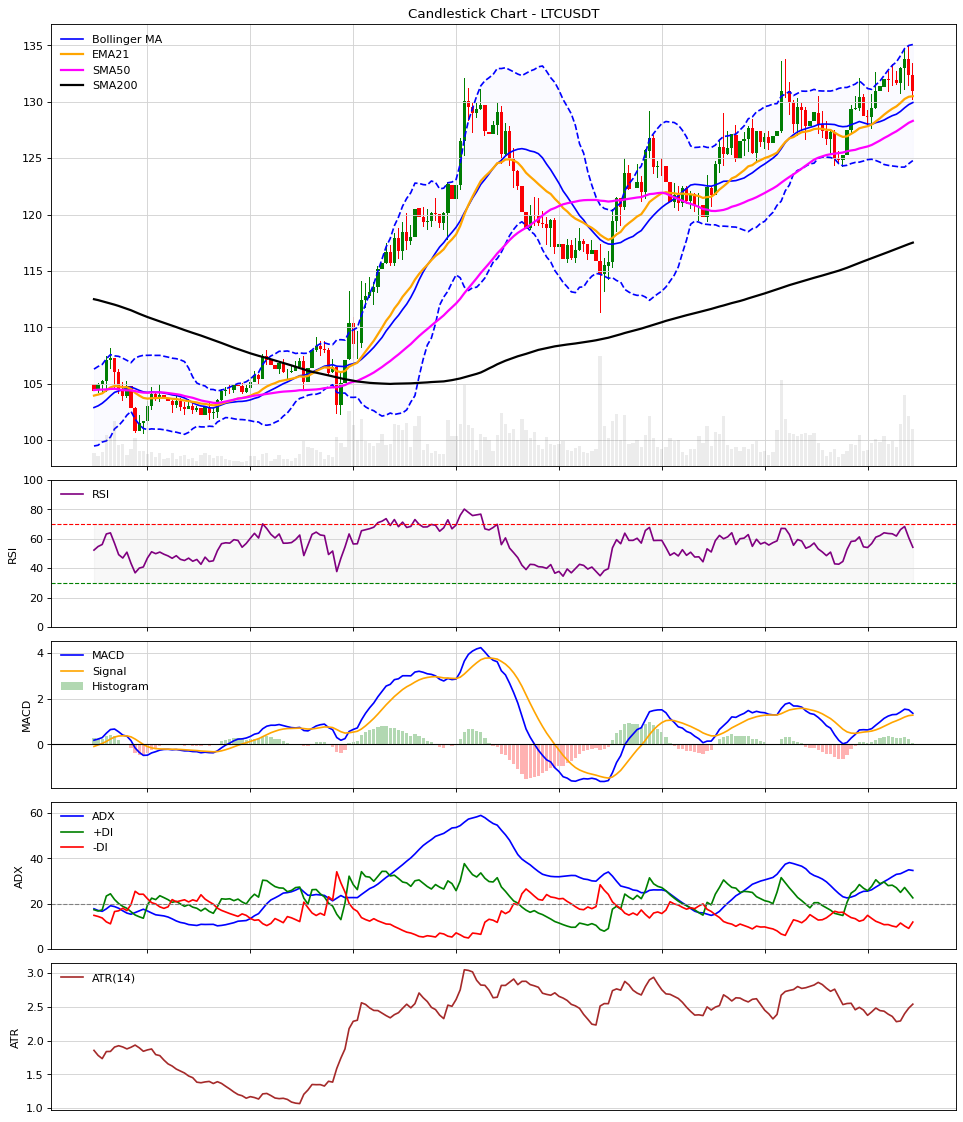 Candlestick Chart - LTCUSDT
Bollinger MA
EMA21
SMA50
SMA200
135
130
125
120
115
110
105
100
RSI
100
80
60
40
20
0
RSI
MACD
Signal
Histogram
4
2
0
MACD
ADX
+DI
-DI
60
40
20
0
ADX
ATR(14)
3.0
2.5
2.0
1.5
1.0
ATR